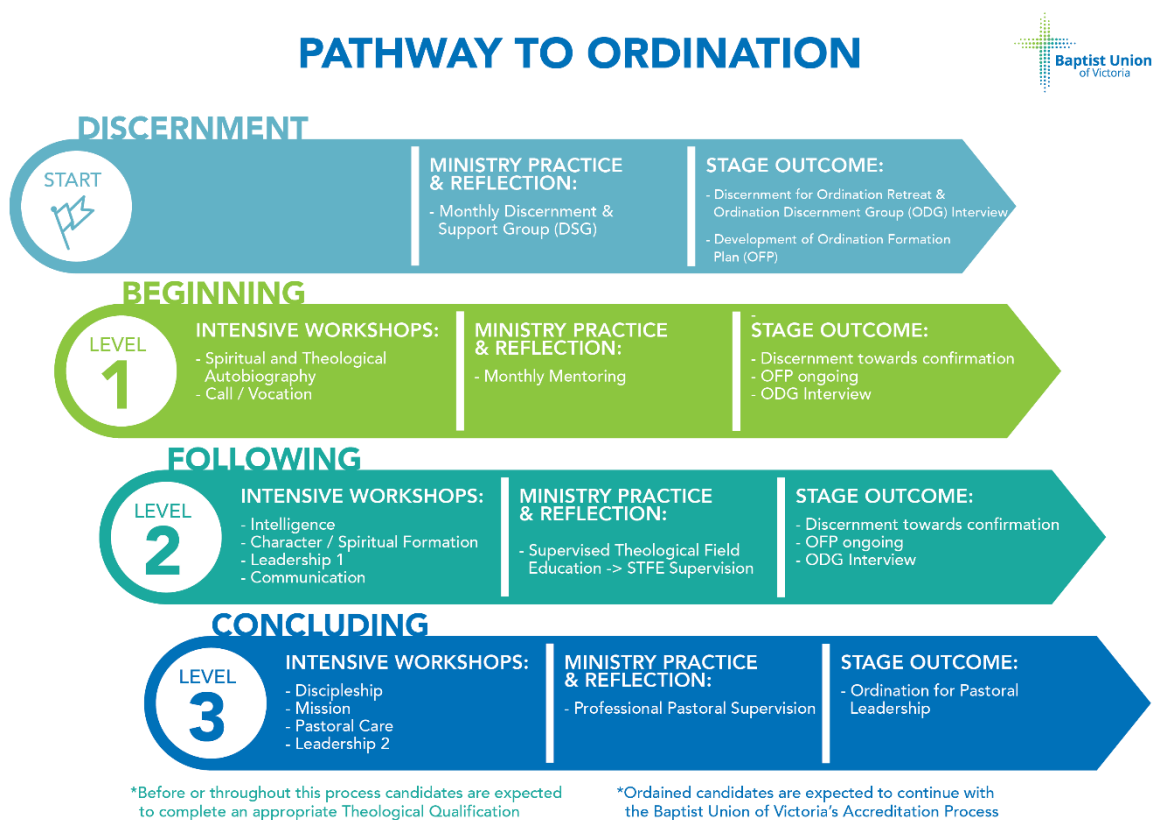 PATHWAY TO ORDINATION
Baptist Union
of Victoria
DISCERNMENT
START
MINISTRY PRACTICE
& REFLECTION:
- Monthly Discernment &
Support Group (DSG)
STAGE OUTCOME:
- Discernment for Ordination Retreat &
Ordination Discernment Group (ODG) Interview
- Development of Ordination Formation
Plan (OFP)
BEGINNING
LEVEL
1
INTENSIVE WORKSHOPS:
- Spiritual and Theological
Autobiography
- Call / Vocation
MINISTRY PRACTICE
& REFLECTION:
- Monthly Mentoring
-
STAGE OUTCOME:
- Discernment towards confirmation
- OFP ongoing
- ODG Interview
FOLLOWING
LEVEL
2
INTENSIVE WORKSHOPS:
- Intelligence
- Character / Spiritual Formation
- Leadership 1
- Communication
MINISTRY PRACTICE
& REFLECTION:
- Supervised Theological Field
Education -> STFE Supervision
STAGE OUTCOME:
- Discernment towards confirmation
- OFP ongoing
- ODG Interview
CONCLUDING
LEVEL
3
INTENSIVE WORKSHOPS:
- Discipleship
- Mission
- Pastoral Care
- Leadership 2
MINISTRY PRACTICE
& REFLECTION:
- Professional Pastoral Supervision
STAGE OUTCOME:
- Ordination for Pastoral
Leadership
*Before or throughout this process candidates are expected
to complete an appropriate Theological Qualification
*Ordained candidates are expected to continue with
the Baptist Union of Victoria's Accreditation Process